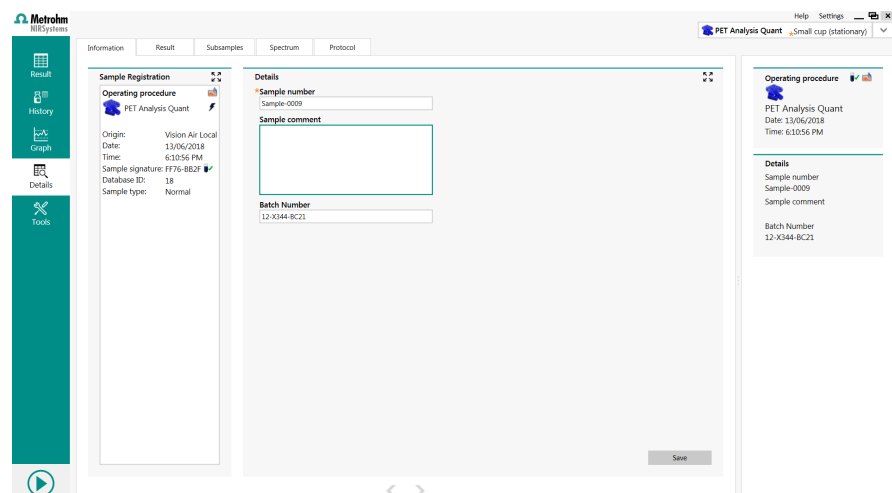 Metrohm
NIRSystems
Help Settings
PET Analysis Quant *Small cup (stationary)
Result
History
Graph
Details
Tools
Information Result Subsamples Spectrum Protocol
Sample Registration
Operating procedure
PET Analysis Quant
Origin: Vision Air Local
Date: 13/06/2018
Time: 6:10:56 PM
Sample signature: FF76-BB2F
Database ID: 18
Sample type: Normal
Details
*Sample number
Sample-0009
Sample comment
Batch Number
12-X344-BC21
Save
Operating procedure
PET Analysis Quant
Date: 13/06/2018
Time: 6:10:56 PM
Details
Sample number
Sample-0009
Sample comment
Batch Number
12-X344-BC21